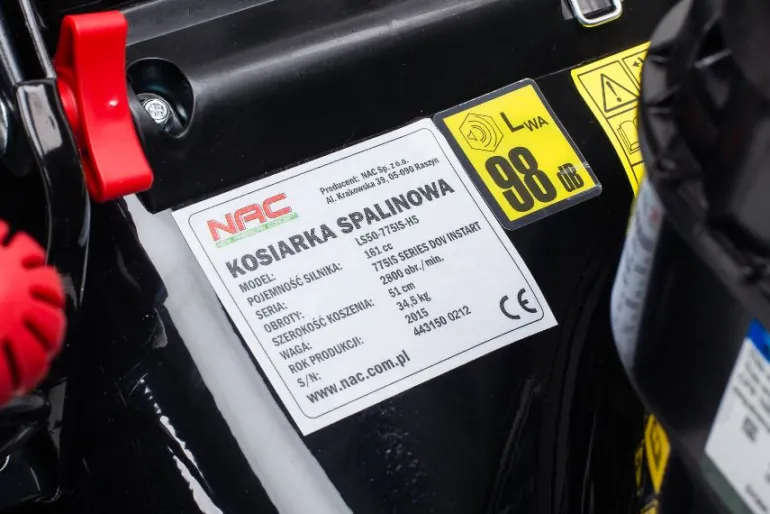 NAC
Producent: NAC Sp. z o.o.
Al. Krakowska 39, 05-090 Raszyn
KOSIARKA SPALINOWA
MODEL: LS50-775IS-HS
POJEMNOŚĆ SILNIKA: 161 cc
SERIA: 775IS SERIES DOV INSTART
OBROTY: 2800 obr./min.
SZEROKOŚĆ KOSZENIA: 51 cm
WAGA: 34,5 kg
ROK PRODUKCJI: 2015
S/N: 443150 0212
www.nac.com.pl
CE
LWA
98 dB